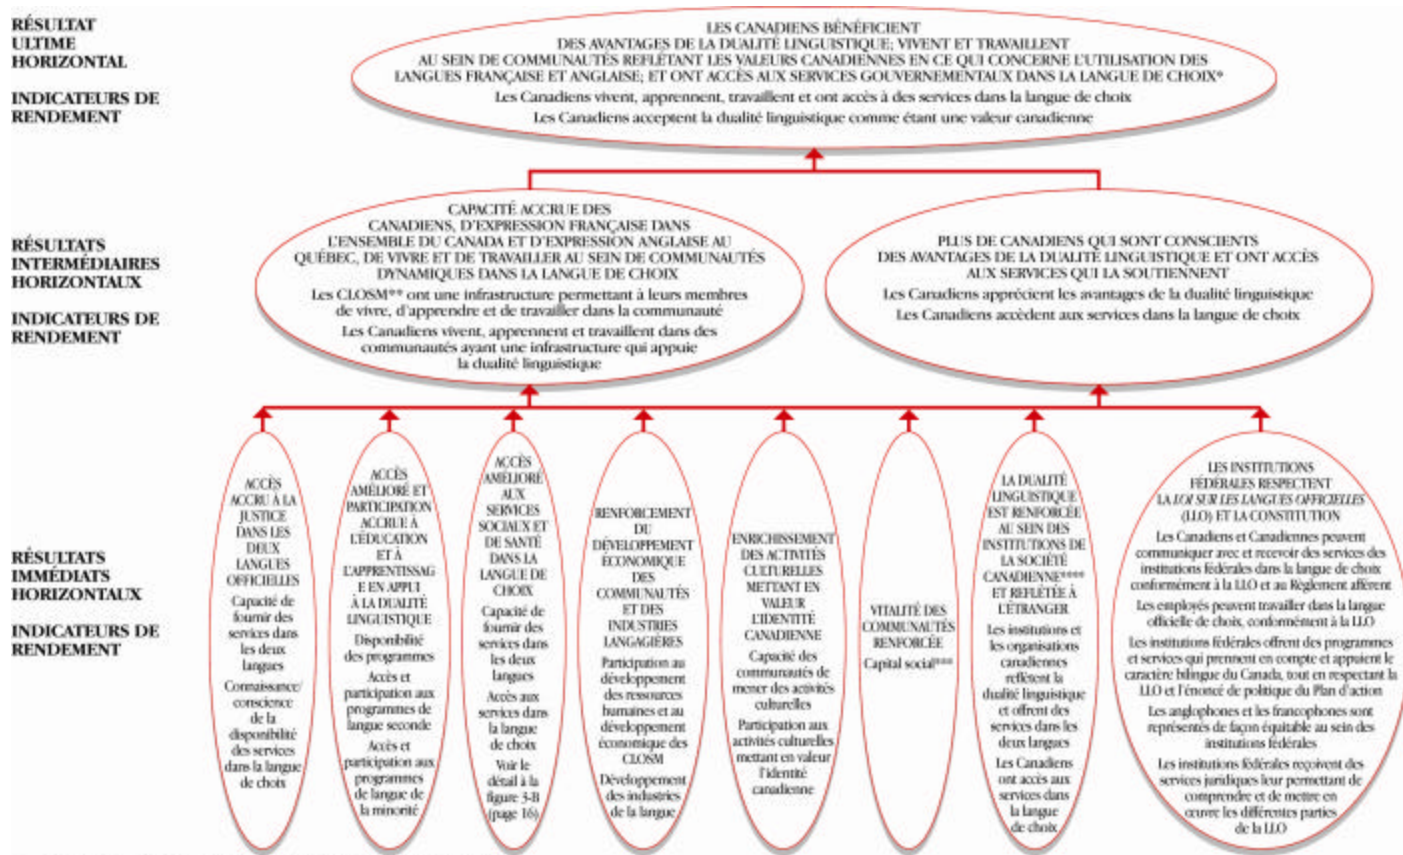 RÉSULTAT
ULTIME
HORIZONTAL
INDICATEURS DE
RENDEMENT
LES CANADIENS BÉNÉFICIENT
DES AVANTAGES DE LA DUALITÉ LINGUISTIQUE; VIVENT ET TRAVAILLENT
AU SEIN DE COMMUNAUTÉS REFLÉTANT LES VALEURS CANADIENNES EN CE QUI CONCERNE L'UTILISATION DES
LANGUES FRANÇAISE ET ANGLAISE; ET ONT ACCÈS AUX SERVICES GOUVERNEMENTAUX DANS LA LANGUE DE CHOIX*
Les Canadiens vivent, apprennent, travaillent et ont accès à des services dans la langue de choix
Les Canadiens acceptent la dualité linguistique comme étant une valeur canadienne
RÉSULTATS
INTERMÉDIAIRES
HORIZONTAUX
INDICATEURS DE
RENDEMENT
CAPACITÉ ACCRUE DES
CANADIENS, D'EXPRESSION FRANÇAISE DANS
L'ENSEMBLE DU CANADA ET D'EXPRESSION ANGLAISE AU
QUÉBEC, DE VIVRE ET DE TRAVAILLER AU SEIN DE COMMUNAUTÉS
DYNAMIQUES DANS LA LANGUE DE CHOIX
Les CLOSM** ont une infrastructure permettant à leurs membres
de vivre, d'apprendre et de travailler dans la communauté
Les Canadiens vivent, apprennent et travaillent dans des
communautés ayant une infrastructure qui appuie
la dualité linguistique
PLUS DE CANADIENS QUI SONT CONSCIENTS
DES AVANTAGES DE LA DUALITÉ LINGUISTIQUE ET ONT ACCÈS
AUX SERVICES QUI LA SOUTIENNENT
Les Canadiens apprécient les avantages de la dualité linguistique
Les Canadiens accèdent aux services dans la langue de choix
RÉSULTATS
IMMÉDIATS
HORIZONTAUX
INDICATEURS DE
RENDEMENT
ACCÈS
ACCRU À LA
JUSTICE
DANS LES
DEUX
LANGUES
OFFICIELLES
Capacité de
fournir des
services dans
les deux
langues
Connaissance/
conscience
de la
disponibilité
des services
dans la langue
de choix
ACCÈS
AMÉLIORÉ ET
PARTICIPATION
ACCRUE À
L'ÉDUCATION
ET À
L'APPRENTISSAG
E EN APPUI
À LA DUALITÉ
LINGUISTIQUE
Disponibilité
des programmes
Accès et
participation aux
programmes de
langue seconde
Accès et
participation aux
programmes
de langue de
la minorité
ACCÈS
AMÉLIORÉ
AUX
SERVICES
SOCIAUX ET
DE SANTÉ
DANS LA
LANGUE DE
CHOIX
Capacité de
fournir des
services dans
les deux
langues
Accès aux
services dans
la langue
de choix
Voir le
détail à la
figure 3-B
(page 16)
RENFORCEMENT
DU
DÉVELOPPEMENT
ÉCONOMIQUE
DES
COMMUNAUTÉS
ET DES
INDUSTRIES
LANGAGIÈRES
Participation au
développement
des ressources
humaines et au
développement
économique des
CLOSM
Développement
des industries
de la langue
ENRICHISSEMENT
DES ACTIVITÉS
CULTURELLES
METTANT EN
VALEUR
L'IDENTITÉ
CANADIENNE
Capacité des
communautés de
mener des activités
culturelles
Participation aux
activités culturelles
mettant en valeur
l'identité
canadienne
VITALITÉ DES
COMMUNAUTÉS
RENFORCÉE
Capital social***
LA DUALITÉ
LINGUISTIQUE
EST RENFORCÉE
AU SEIN DES
INSTITUTIONS DE
LA SOCIÉTÉ
CANADIENNE****
ET REFLÉTÉE À
L'ÉTRANGER
Les institutions et
les organisations
canadiennes
reflètent la
dualité linguistique
et offrent des
services dans les
deux langues
Les Canadiens
ont accès aux
services dans
la langue
de choix
LES INSTITUTIONS
FÉDÉRALES RESPECTENT
LA LOI SUR LES LANGUES OFFICIELLES
(LLO) ET LA CONSTITUTION
Les Canadiens et Canadiennes peuvent
communiquer avec et recevoir des services des
institutions fédérales dans la langue de choix
conformément à la LLO et au Règlement afférent
Les employés peuvent travailler dans la langue
officielle de choix, conformément à la LLO
Les institutions fédérales offrent des programmes
et services qui prennent en compte et appuient le
caractère bilingue du Canada, tout en respectant la
LLO et l'énoncé de politique du Plan d'action
Les anglophones et les francophones sont
représentés de façon équitable au sein des
institutions fédérales
Les institutions fédérales reçoivent des
services juridiques leur permettant de
comprendre et de mettre en
œuvre les différentes parties
de la LLO